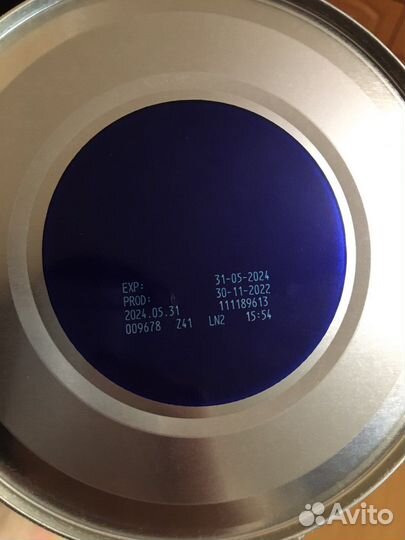 EXP: 31-05-2024
PROD: 30-11-2022
2024.05.31 111189613
009678 Z41 LN2 15:54
Avito